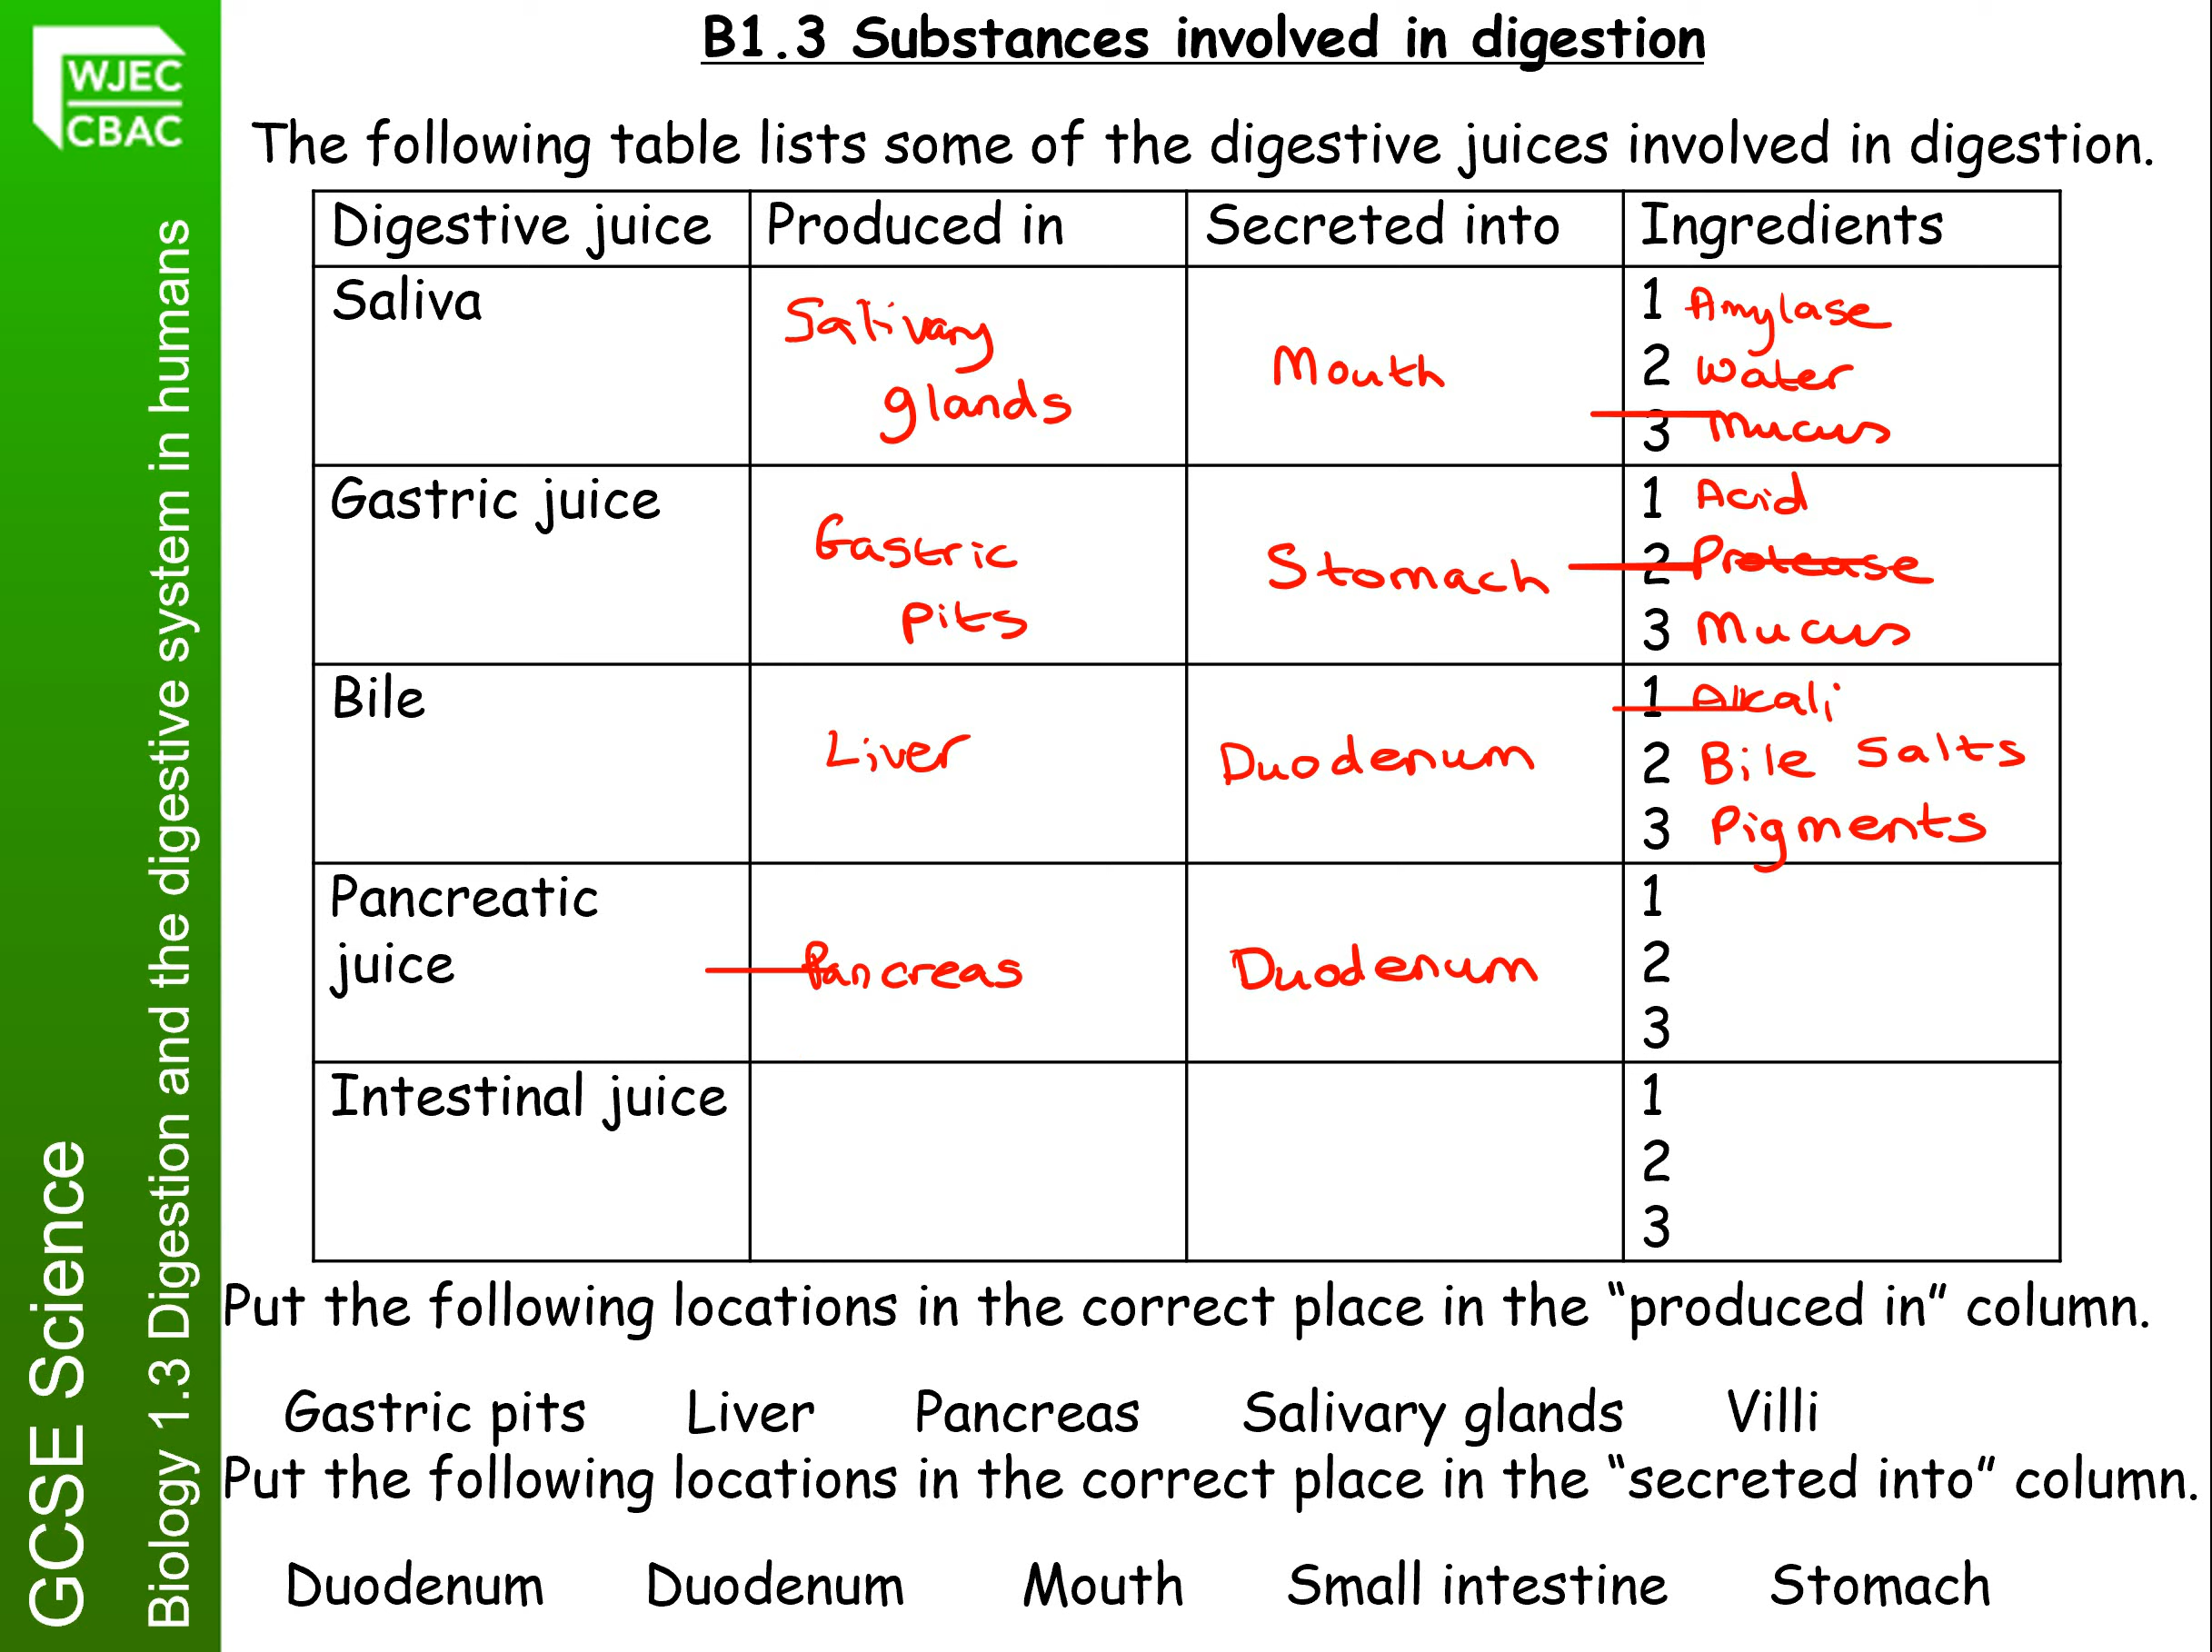 WJEC
CBAC
GCSE Science
Biology 1.3 Digestion and the digestive system in humans
B1.3 Substances involved in digestion
The following table lists some of the digestive juices involved in digestion.
Digestive juice Produced in Secreted into Ingredients
Saliva Salivary glands Mouth 1 Amylase
2 Water
3 Mucus
Gastric juice Gastric pits Stomach 1 Acid
2 Protease
3 Mucus
Bile Liver Duodenum 1 Alkali
2 Bile Salts
3 Pigments
Pancreatic juice Pancreas Duodenum 1
2
3
Intestinal juice 1
2
3
Put the following locations in the correct place in the “produced in” column.
Gastric pits Liver Pancreas Salivary glands Villi
Put the following locations in the correct place in the “secreted into” column.
Duodenum Duodenum Mouth Small intestine Stomach